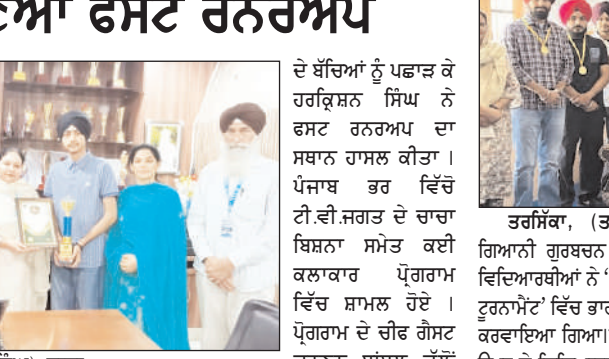 ਫਸਟ ਰਨਰਅਪ
ਦੇ ਬੱਚਿਆਂ ਨੂੰ ਪਛਾੜ ਕੇ
ਹਰਕ੍ਰਿਸ਼ਨ ਸਿੰਘ ਨੇ
ਫਸਟ ਰਨਰਅਪ ਦਾ
ਸਥਾਨ ਹਾਸਲ ਕੀਤਾ ।
ਪੰਜਾਬ ਭਰ ਵਿੱਚੋ
ਟੀ.ਵੀ.ਜਗਤ ਦੇ ਚਾਚਾ
ਬਿਸ਼ਨਾ ਸਮੇਤ ਕਈ
ਕਲਾਕਾਰ ਪ੍ਰੋਗਰਾਮ
ਵਿੱਚ ਸ਼ਾਮਲ ਹੋਏ ।
ਪ੍ਰੋਗਰਾਮ ਦੇ ਚੀਫ ਗੈਸਟ
ਤਰਸਿੱਕਾ,
ਗਿਆਨੀ ਗੁਰਬਚਨ
ਵਿਦਿਆਰਥੀਆਂ ਨੇ ‘
ਟੂਰਨਾਮੈਂਟ’ ਵਿੱਚ
ਕਰਵਾਇਆ ਗਿਆ।